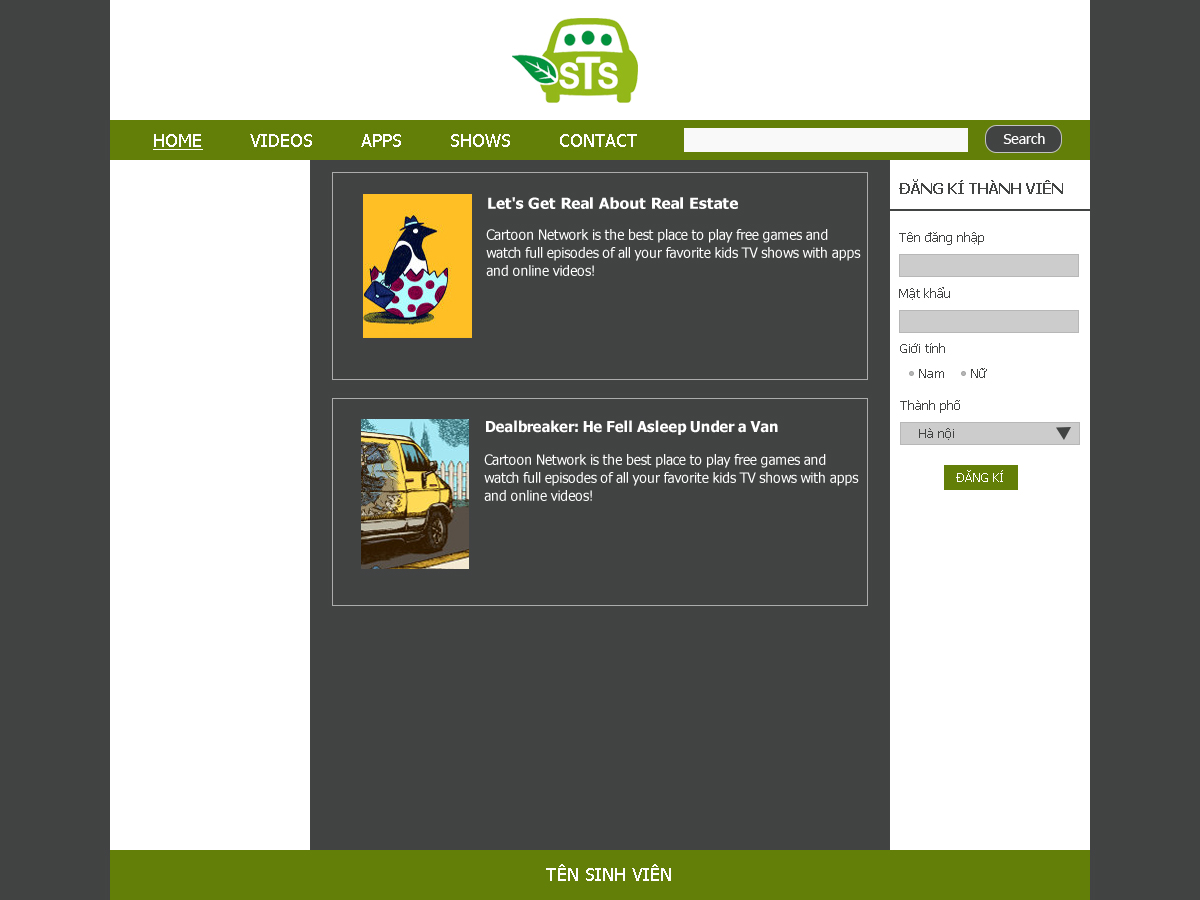 STS
HOME VIDEOS APPS SHOWS CONTACT Search
Let's Get Real About Real Estate
Cartoon Network is the best place to play free games and
watch full episodes of all your favorite kids TV shows with apps
and online videos!
Dealbreaker: He Fell Asleep Under a Van
Cartoon Network is the best place to play free games and
watch full episodes of all your favorite kids TV shows with apps
and online videos!
ĐĂNG KÍ THÀNH VIÊN
Tên đăng nhập
Mật khẩu
Giới tính
Nam Nữ
Thành phố
Hà nội
ĐĂNG KÍ
TÊN SINH VIÊN